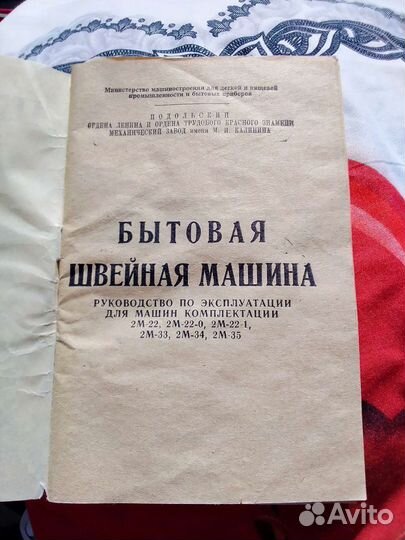 Министерство машиностроения для легкой и пищевой
промышленности и бытовых приборов
ПОДОЛЬСКИЙ
ОРДЕНА ЛЕНИНА И ОРДЕНА ТРУДОВОГО КРАСНОГО ЗНАМЕНИ
МЕХАНИЧЕСКИЙ ЗАВОД имени М. И. КАЛИНИНА
БЫТОВАЯ
ШВЕЙНАЯ МАШИНА
РУКОВОДСТВО ПО ЭКСПЛУАТАЦИИ
ДЛЯ МАШИН КОМПЛЕКТАЦИИ
2М-22, 2М-22-0, 2М-22-1,
2М-33, 2М-34, 2М-35
Avito